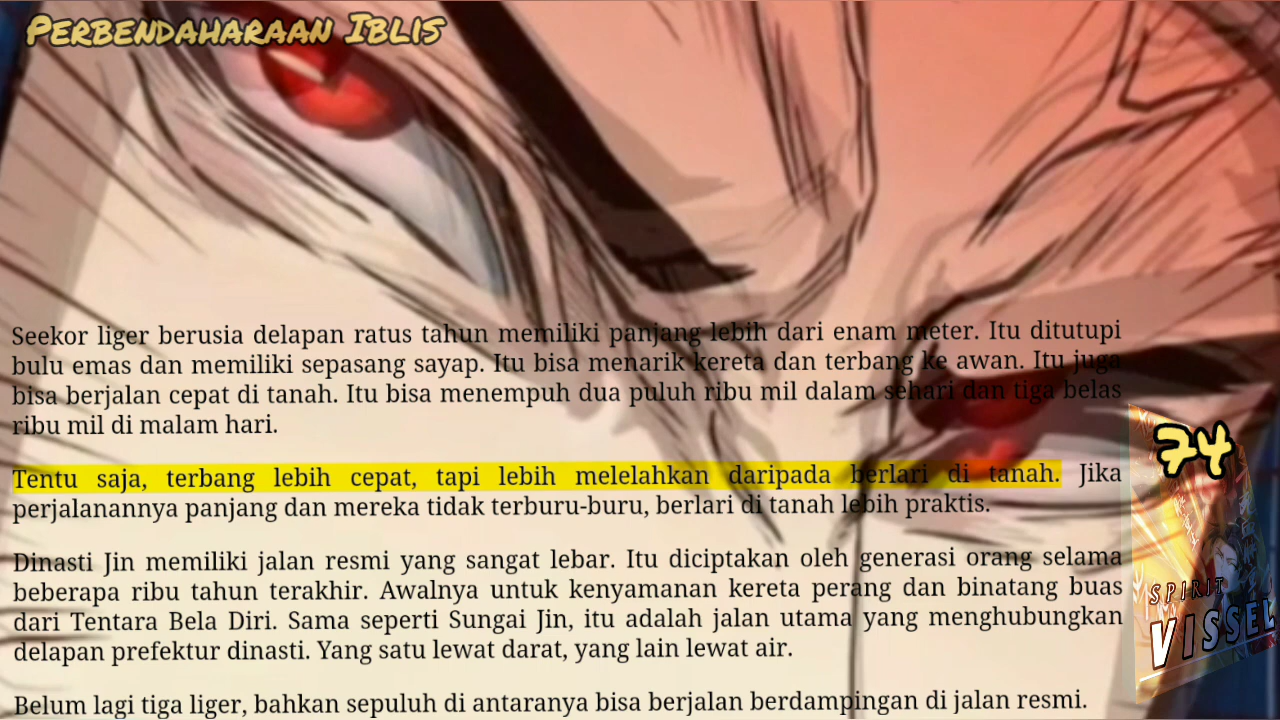 Perbendaharaan Iblis
Seekor liger berusia delapan ratus tahun memiliki panjang lebih dari enam meter. Itu ditutupi
bulu emas dan memiliki sepasang sayap. Itu bisa menarik kereta dan terbang ke awan. Itu juga
bisa berjalan cepat di tanah. Itu bisa menempuh dua puluh ribu mil dalam sehari dan tiga belas
ribu mil di malam hari.
Tentu saja, terbang lebih cepat, tapi lebih melelahkan daripada berlari di tanah. Jika
perjalanannya panjang dan mereka tidak terburu-buru, berlari di tanah lebih praktis.
Dinasti Jin memiliki jalan resmi yang sangat lebar. Itu diciptakan oleh generasi orang selama
beberapa ribu tahun terakhir. Awalnya untuk kenyamanan kereta perang dan binatang buas
dari Tentara Bela Diri. Sama seperti Sungai Jin, itu adalah jalan utama yang menghubungkan
delapan prefektur dinasti. Yang satu lewat darat, yang lain lewat air.
Belum lagi tiga liger, bahkan sepuluh di antaranya bisa berjalan berdampingan di jalan resmi.
74
SPIRIT
VISSEL